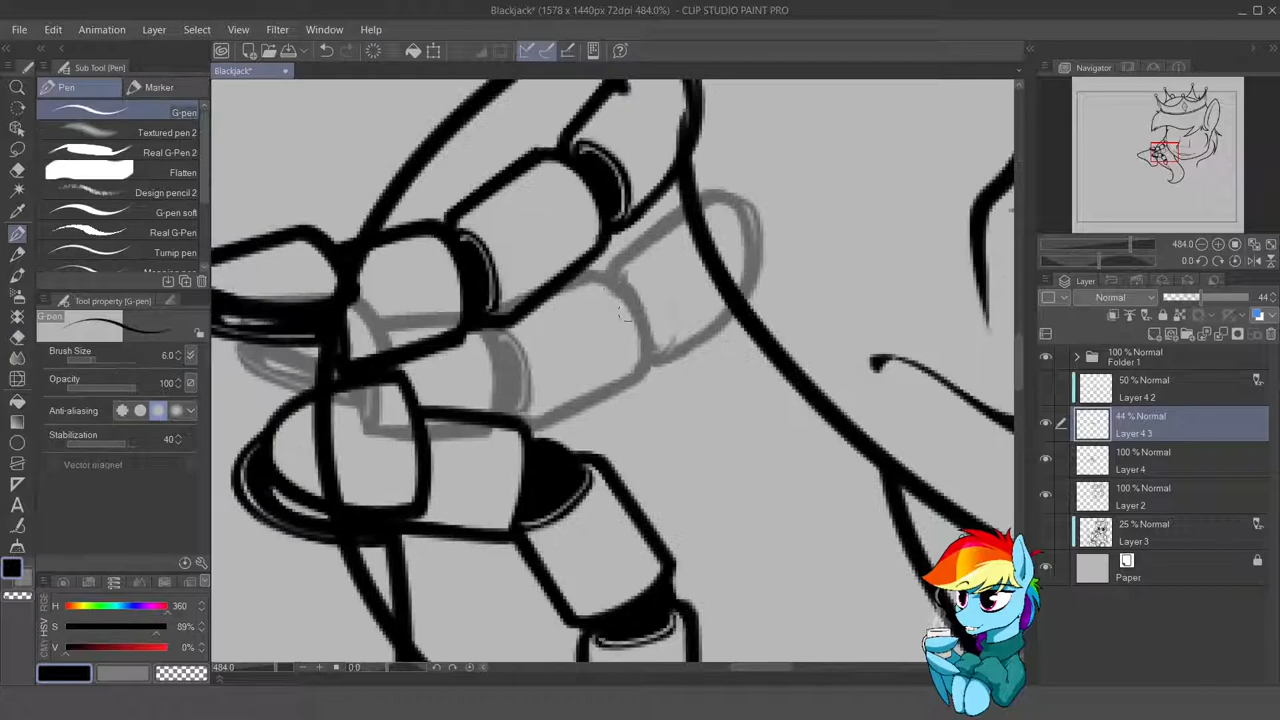 Blackjack* (1578 x 1440px 72dpi 484.0%) - CLIP STUDIO PAINT PRO
File Edit Animation Layer Select View Filter Window Help
Sub Tool [Pen]
Blackjack*
Navigator
Pen Marker
G-pen
Textured pen 2
Real G-Pen 2
Flatten
Design pencil 2
G-pen soft
Real G-Pen
Turnip pen
484.0
Layer
Tool property [G-pen]
Normal 44
G-pen
Brush Size 6.0
Opacity 100
Anti-aliasing
Stabilization 40
Vector magnet
100 % Normal
Folder 1
50 % Normal
Layer 4 2
44 % Normal
Layer 4 3
100 % Normal
Layer 4
100 % Normal
Layer 2
25 % Normal
Layer 3
Paper
H 360
S 89%
V 0%
HSV
484.0 0.0